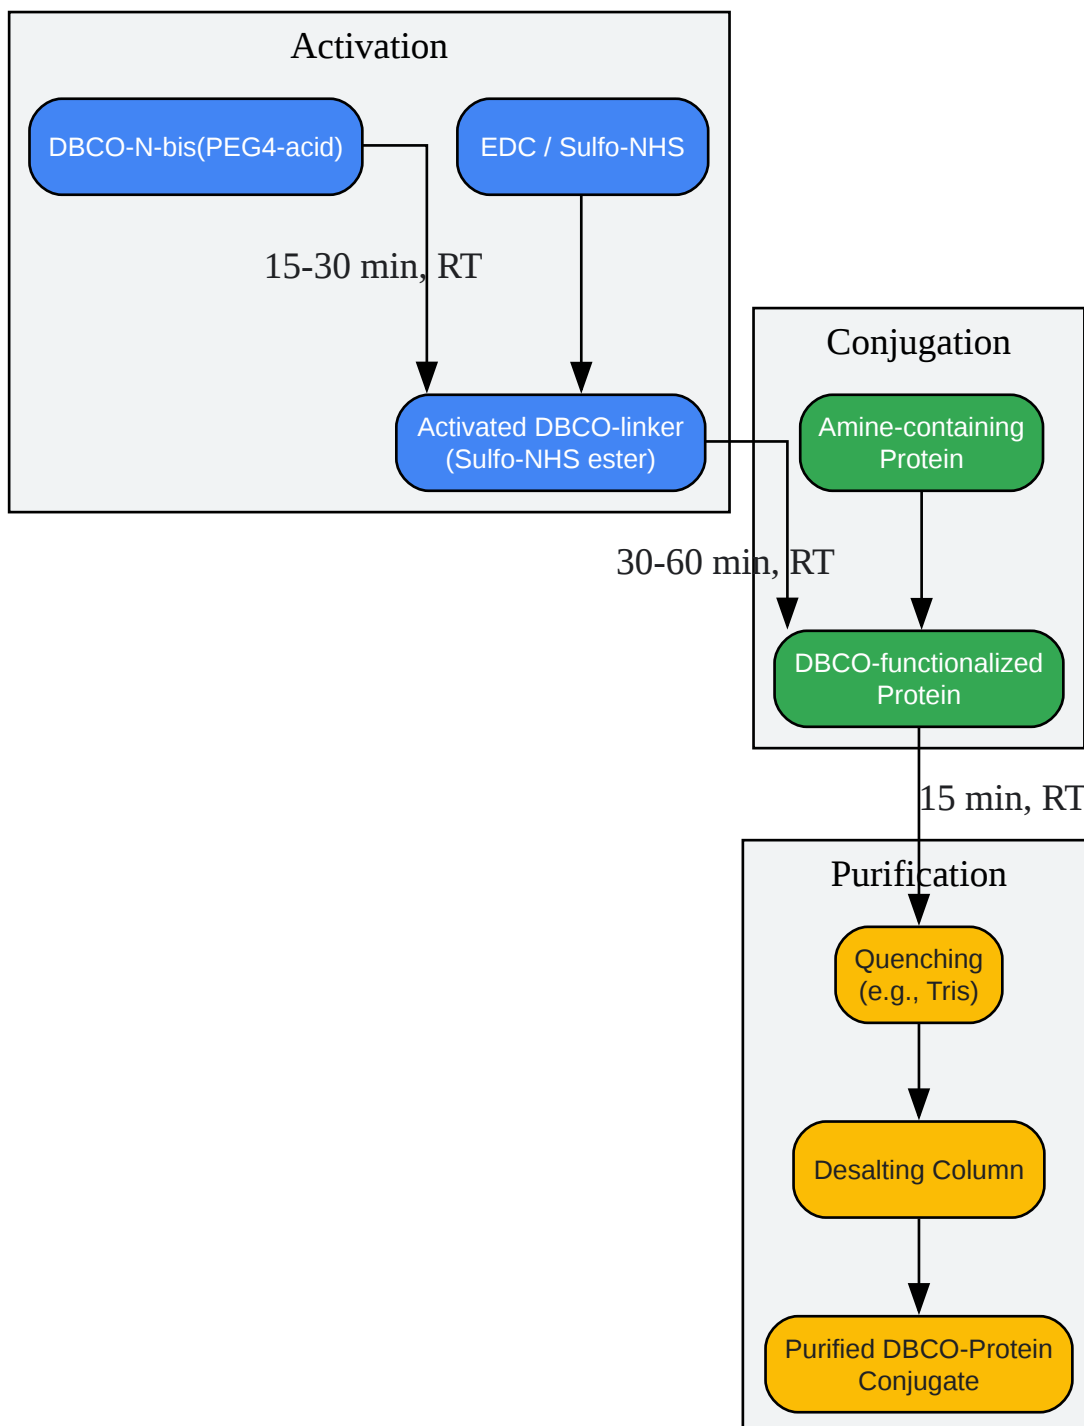 Activation
DBCO-N-bis(PEG4-acid)
EDC / Sulfo-NHS
15-30 min, RT
Activated DBCO-linker
(Sulfo-NHS ester)
Conjugation
Amine-containing
Protein
30-60 min, RT
DBCO-functionalized
Protein
15 min, RT
Purification
Quenching
(e.g., Tris)
Desalting Column
Purified DBCO-Protein
Conjugate